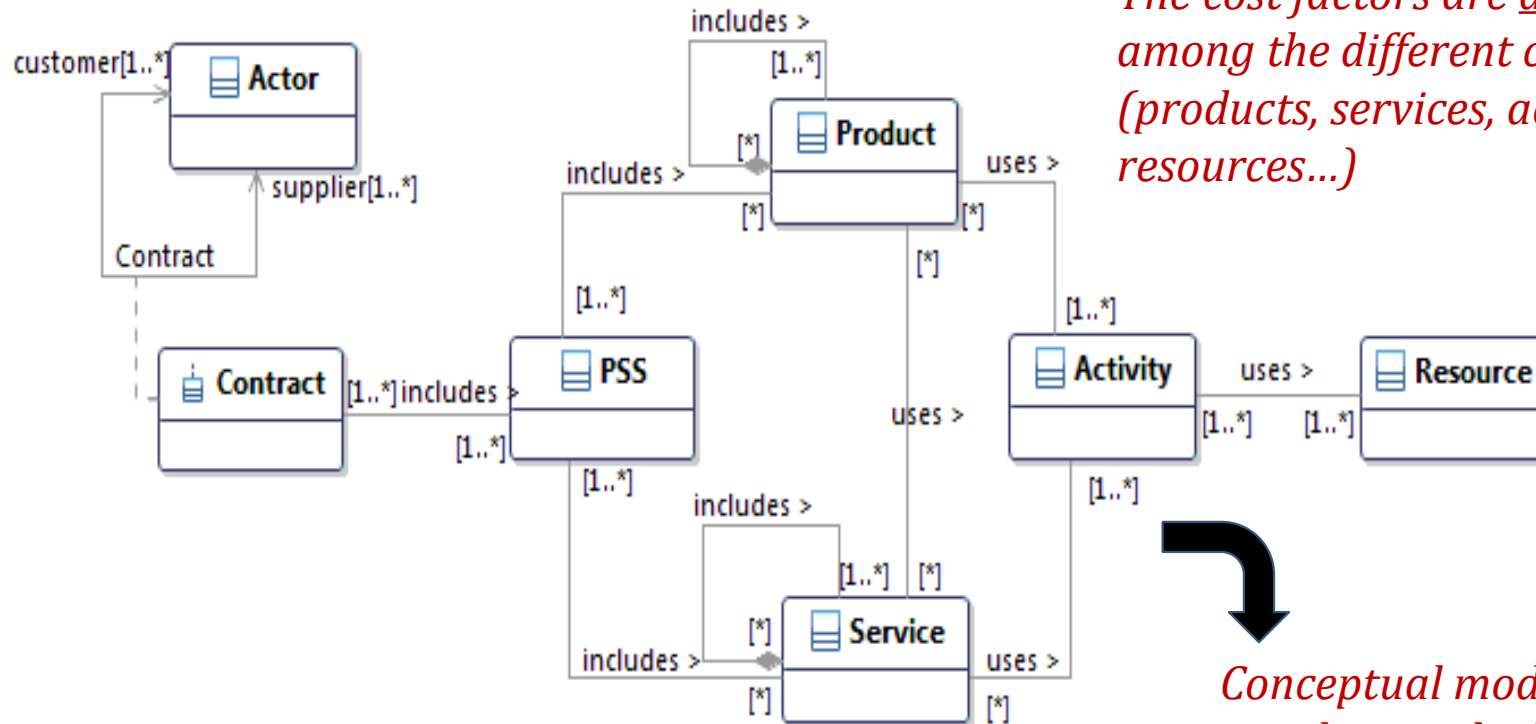 includes >
The cost factors are
customer[1..*]
[1..*]
among the different
Actor
(products, services,
Product
[*]
uses >
resources...)
includes >
supplier[1..*]
[*]
[*]
Contract
[*]
[1..*]
[1..*]
PSS
Activity
uses >
Resource
Contract
[1..*]
includes >
uses >
[1..*]
[1..*]
[1..*]
[1..*]
[1..*]
includes >
[1..*]
[*]
[*]
Service
includes >
uses >
Conceptual
[*]
[*]